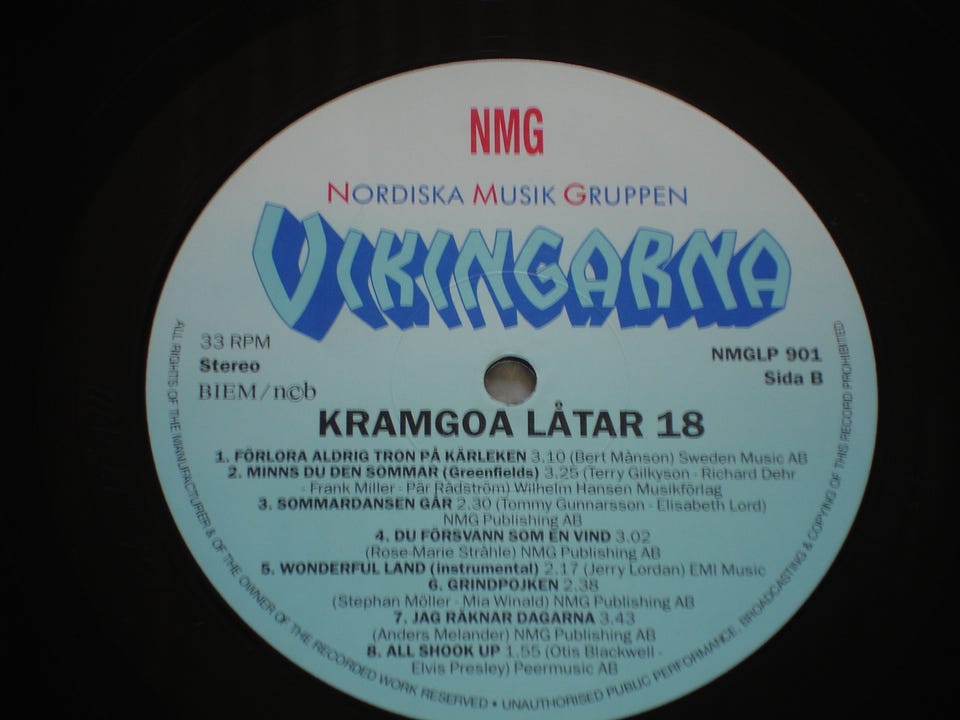 NMG
NORDISKA MUSIK GRUPPEN
VIKINGARNA
33 RPM
Stereo
BIEM/n©b
NMGLP 901
Sida B
KRAMGOA LÅTAR 18
1. FÖRLORA ALDRIG TRON PÅ KÄRLEKEN 3.10 (Bert Månson) Sweden Music AB
2. MINNS DU DEN SOMMAR (Greenfields) 3.25 (Terry Gilkyson - Richard Dehr
- Frank Miller - Pär Rådström) Wilhelm Hansen Musikförlag
3. SOMMARDANSEN GÅR 2.30 (Tommy Gunnarsson - Elisabeth Lord)
NMG Publishing AB
4. DU FÖRSVANN SOM EN VIND 3.02
(Rose-Marie Stråhle) NMG Publishing AB
5. WONDERFUL LAND (instrumental) 2.17 (Jerry Lordan) EMI Music
6. GRINDPOJKEN 2.38
(Stephan Möller - Mia Winald) NMG Publishing AB
7. JAG RÄKNAR DAGARNA 3.43
(Anders Melander) NMG Publishing AB
8. ALL SHOOK UP 1.55 (Otis Blackwell -
Elvis Presley) Peermusic AB
ALL RIGHTS OF THE MANUFACTURER & OF THE OWNER OF THE RECORDED WORK RESERVED • UNAUTHORISED PUBLIC PERFORMANCE, BROADCASTING & COPYING OF THIS RECORD PROHIBITED